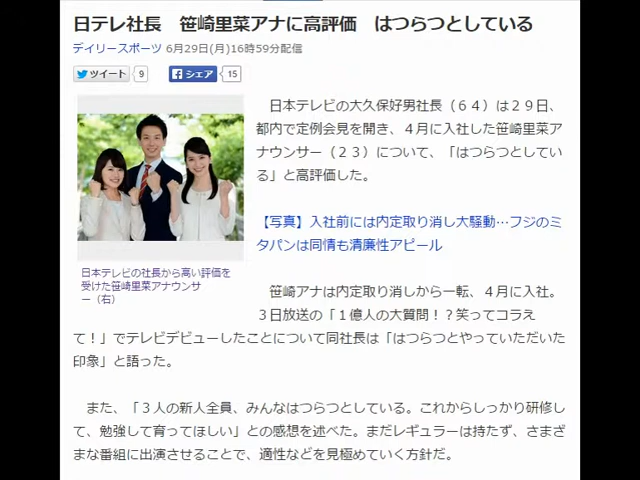 日テレ社長　笹崎里菜アナに高評価　はつらつとしている
デイリースポーツ 6月29日(月)16時59分配信
ツイート 9 シェア 15
日本テレビの大久保好男社長（６４）は２９日、
都内で定例会見を開き、４月に入社した笹崎里菜ア
ナウンサー（２３）について、「はつらつとしてい
る」と高評価した。
【写真】入社前には内定取り消し大騒動…フジのミ
タパンは同情も清廉性アピール
日本テレビの社長から高い評価を
受けた笹崎里菜アナウンサ
ー（右）
笹崎アナは内定取り消しから一転、４月に入社。
３日放送の「１億人の大質問！？笑ってコラえ
て！」でテレビデビューしたことについて同社長は「はつらつとやっていただいた
印象」と語った。
また、「３人の新人全員、みんなはつらつとしている。これからしっかり研修し
て、勉強して育ってほしい」との感想を述べた。まだレギュラーは持たず、さまざ
まな番組に出演させることで、適性などを見極めていく方針だ。